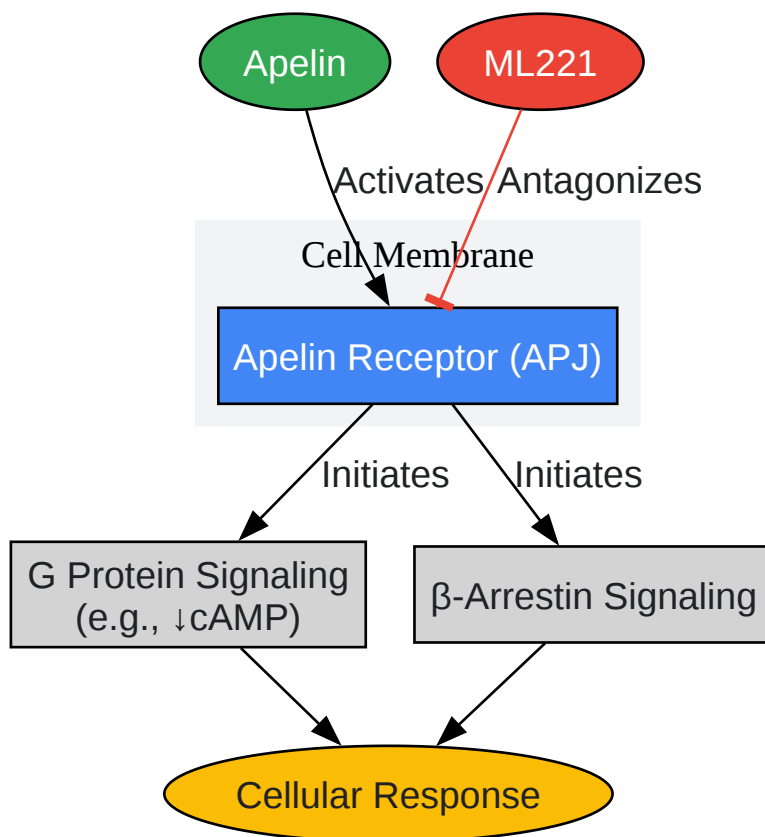 Apelin
ML221
Activates
Antagonizes
Cell Membrane
Apelin Receptor (APJ)
Initiates
Initiates
G Protein Signaling
(e.g., ↓cAMP)
β-Arrestin Signaling
Cellular Response